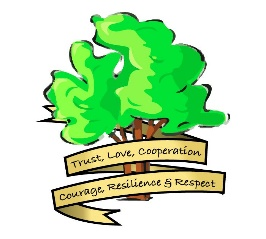 Trust, Love, Cooperation
Courage, Resilience & Respect